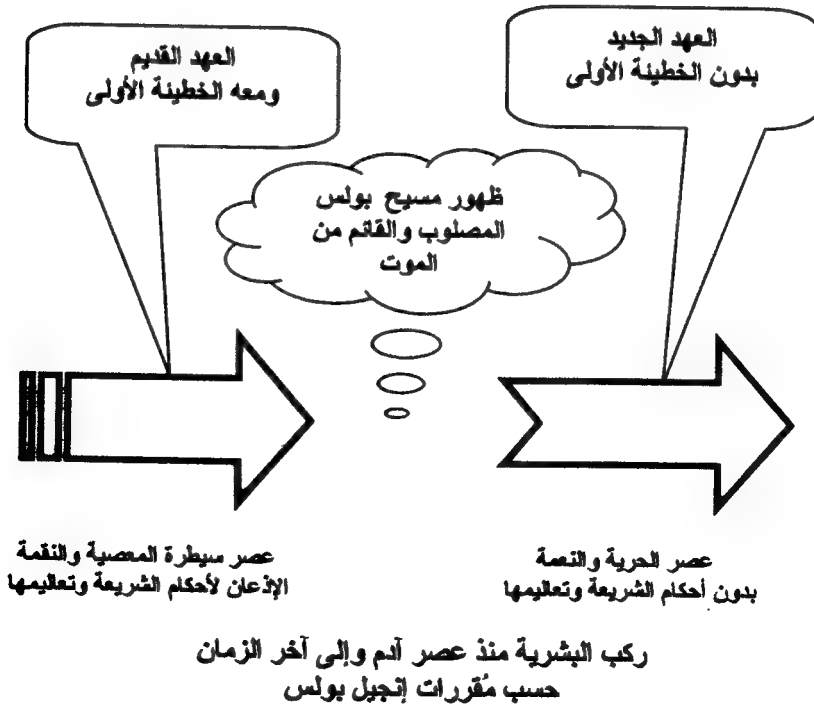 العهد القديم
ومعه الخطيئة الأولى
العهد الجديد
بدون الخطيئة الأولى
ظهور مسيح بولس
المصلوب والقائم من
الموت
عصر سيطرة المعصية والنقمة
الإذعان لأحكام الشريعة وتعاليمها
عصر الحرية والنعمة
بدون أحكام الشريعة وتعاليمها
ركب البشرية منذ عصر آدم وإلى آخر الزمان
حسب مُقررات إنجيل بولس